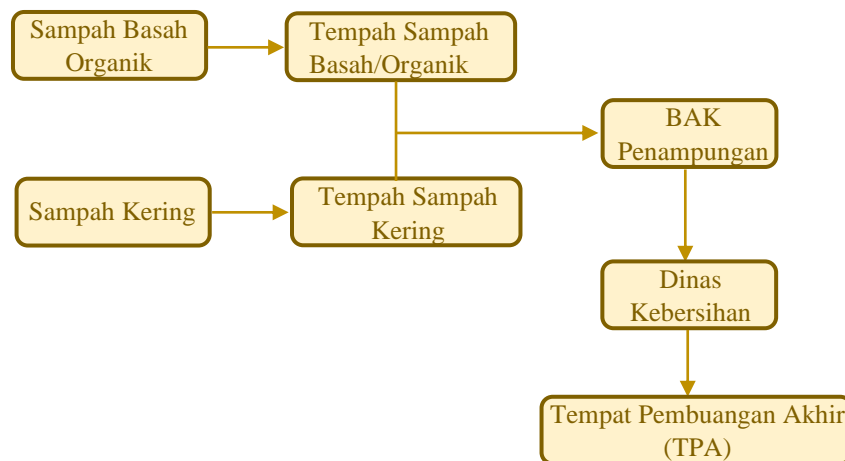 Sampah Basah
Organik
Tempah Sampah
Basah/Organik
BAK
Penampungan
Sampah Kering
Tempah Sampah
Kering
Dinas
Kebersihan
Tempat Pembuangan Akhir
(TPA)